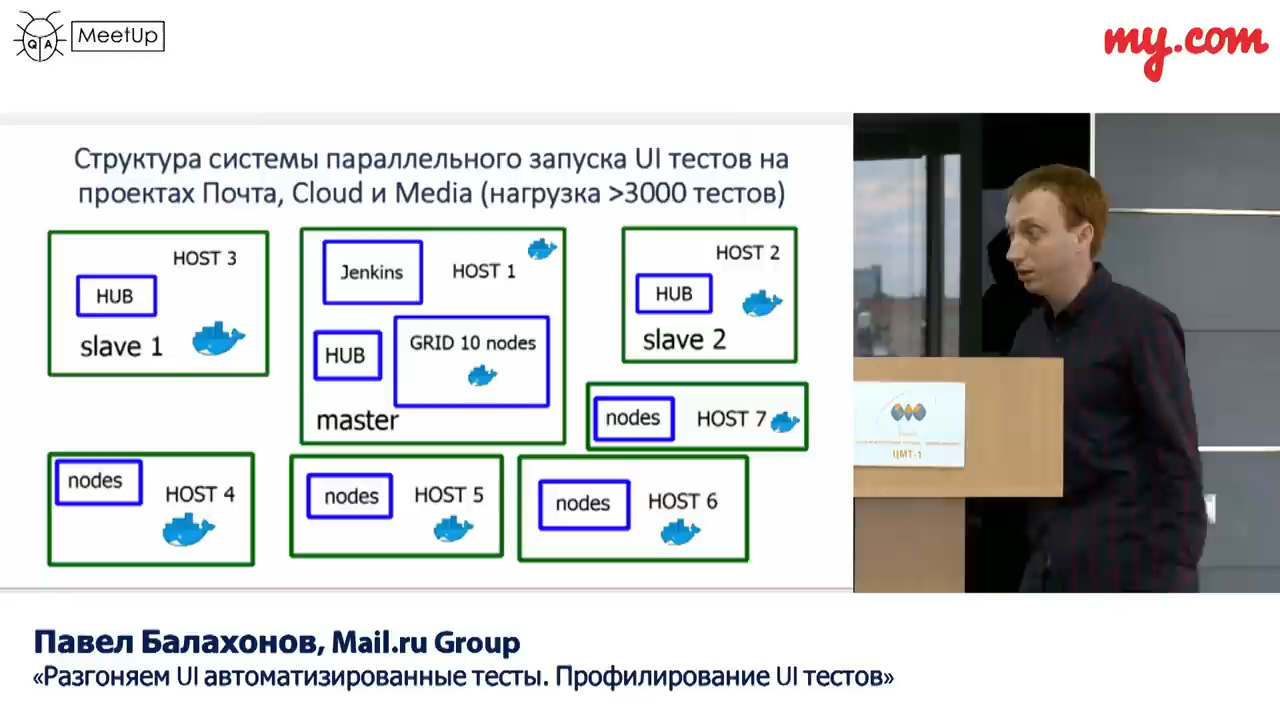 QA
MeetUp
my.com
Структура системы параллельного запуска UI тестов на
проектах Почта, Cloud и Media (нагрузка >3000 тестов)
HOST 3
HUB
slave 1
Jenkins
HOST 1
HUB
GRID 10 nodes
master
HOST 2
HUB
slave 2
nodes
HOST 7
nodes
HOST 4
nodes
HOST 5
nodes
HOST 6
ЦМТ-1
Павел Балахонов, Mail.ru Group
«Разгоняем UI автоматизированные тесты. Профилирование UI тестов»